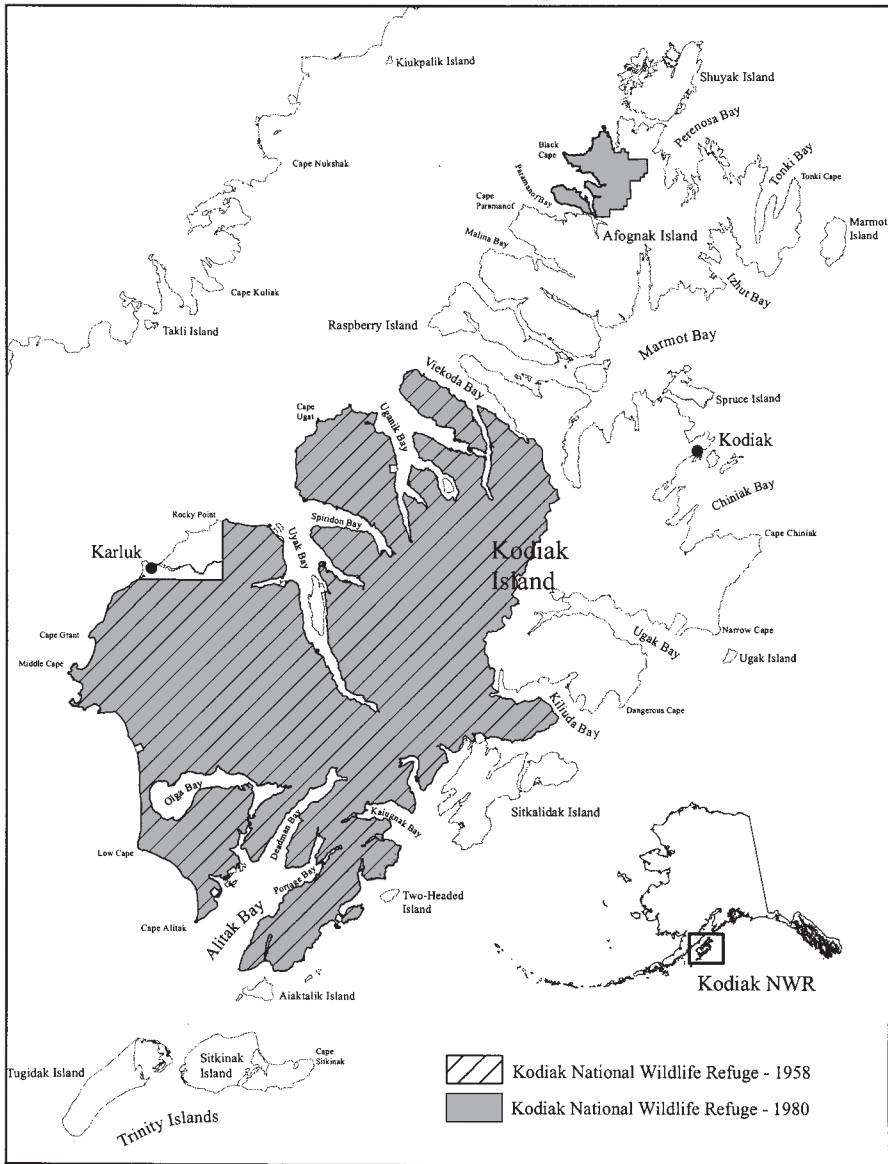 Kiukpalik Island
Shuyak Island
Perenosa Bay
Black
Cape
Tonki Bay
Tonki Cape
Cape Nukshak
Paramanof Bay
Cape
Paramanof
Marmot
Island
Afognak Island
Malina Bay
Izhut Bay
Cape Kuliak
Takli Island
Raspberry Island
Marmot Bay
Viekoda Bay
Spruce Island
Cape
Ugat
Uganik Bay
Kodiak
Chiniak Bay
Rocky Point
Spiridon Bay
Cape Chiniak
Uyak Bay
Karluk
Kodiak
Island
Cape Grant
Ugak Bay
Narrow Cape
Middle Cape
Ugak Island
Kiliuda Bay
Dangerous Cape
Olga Bay
Sitkalidak Island
Deadman Bay
Kaiugnak Bay
Low Cape
Portage Bay
Two-Headed
Island
Cape Alitak
Alitak Bay
Aiaktalik Island
Kodiak NWR
Cape
Sitkinak
Sitkinak
Island
Tugidak Island
Trinity Islands
Kodiak National Wildlife Refuge - 1958
Kodiak National Wildlife Refuge - 1980